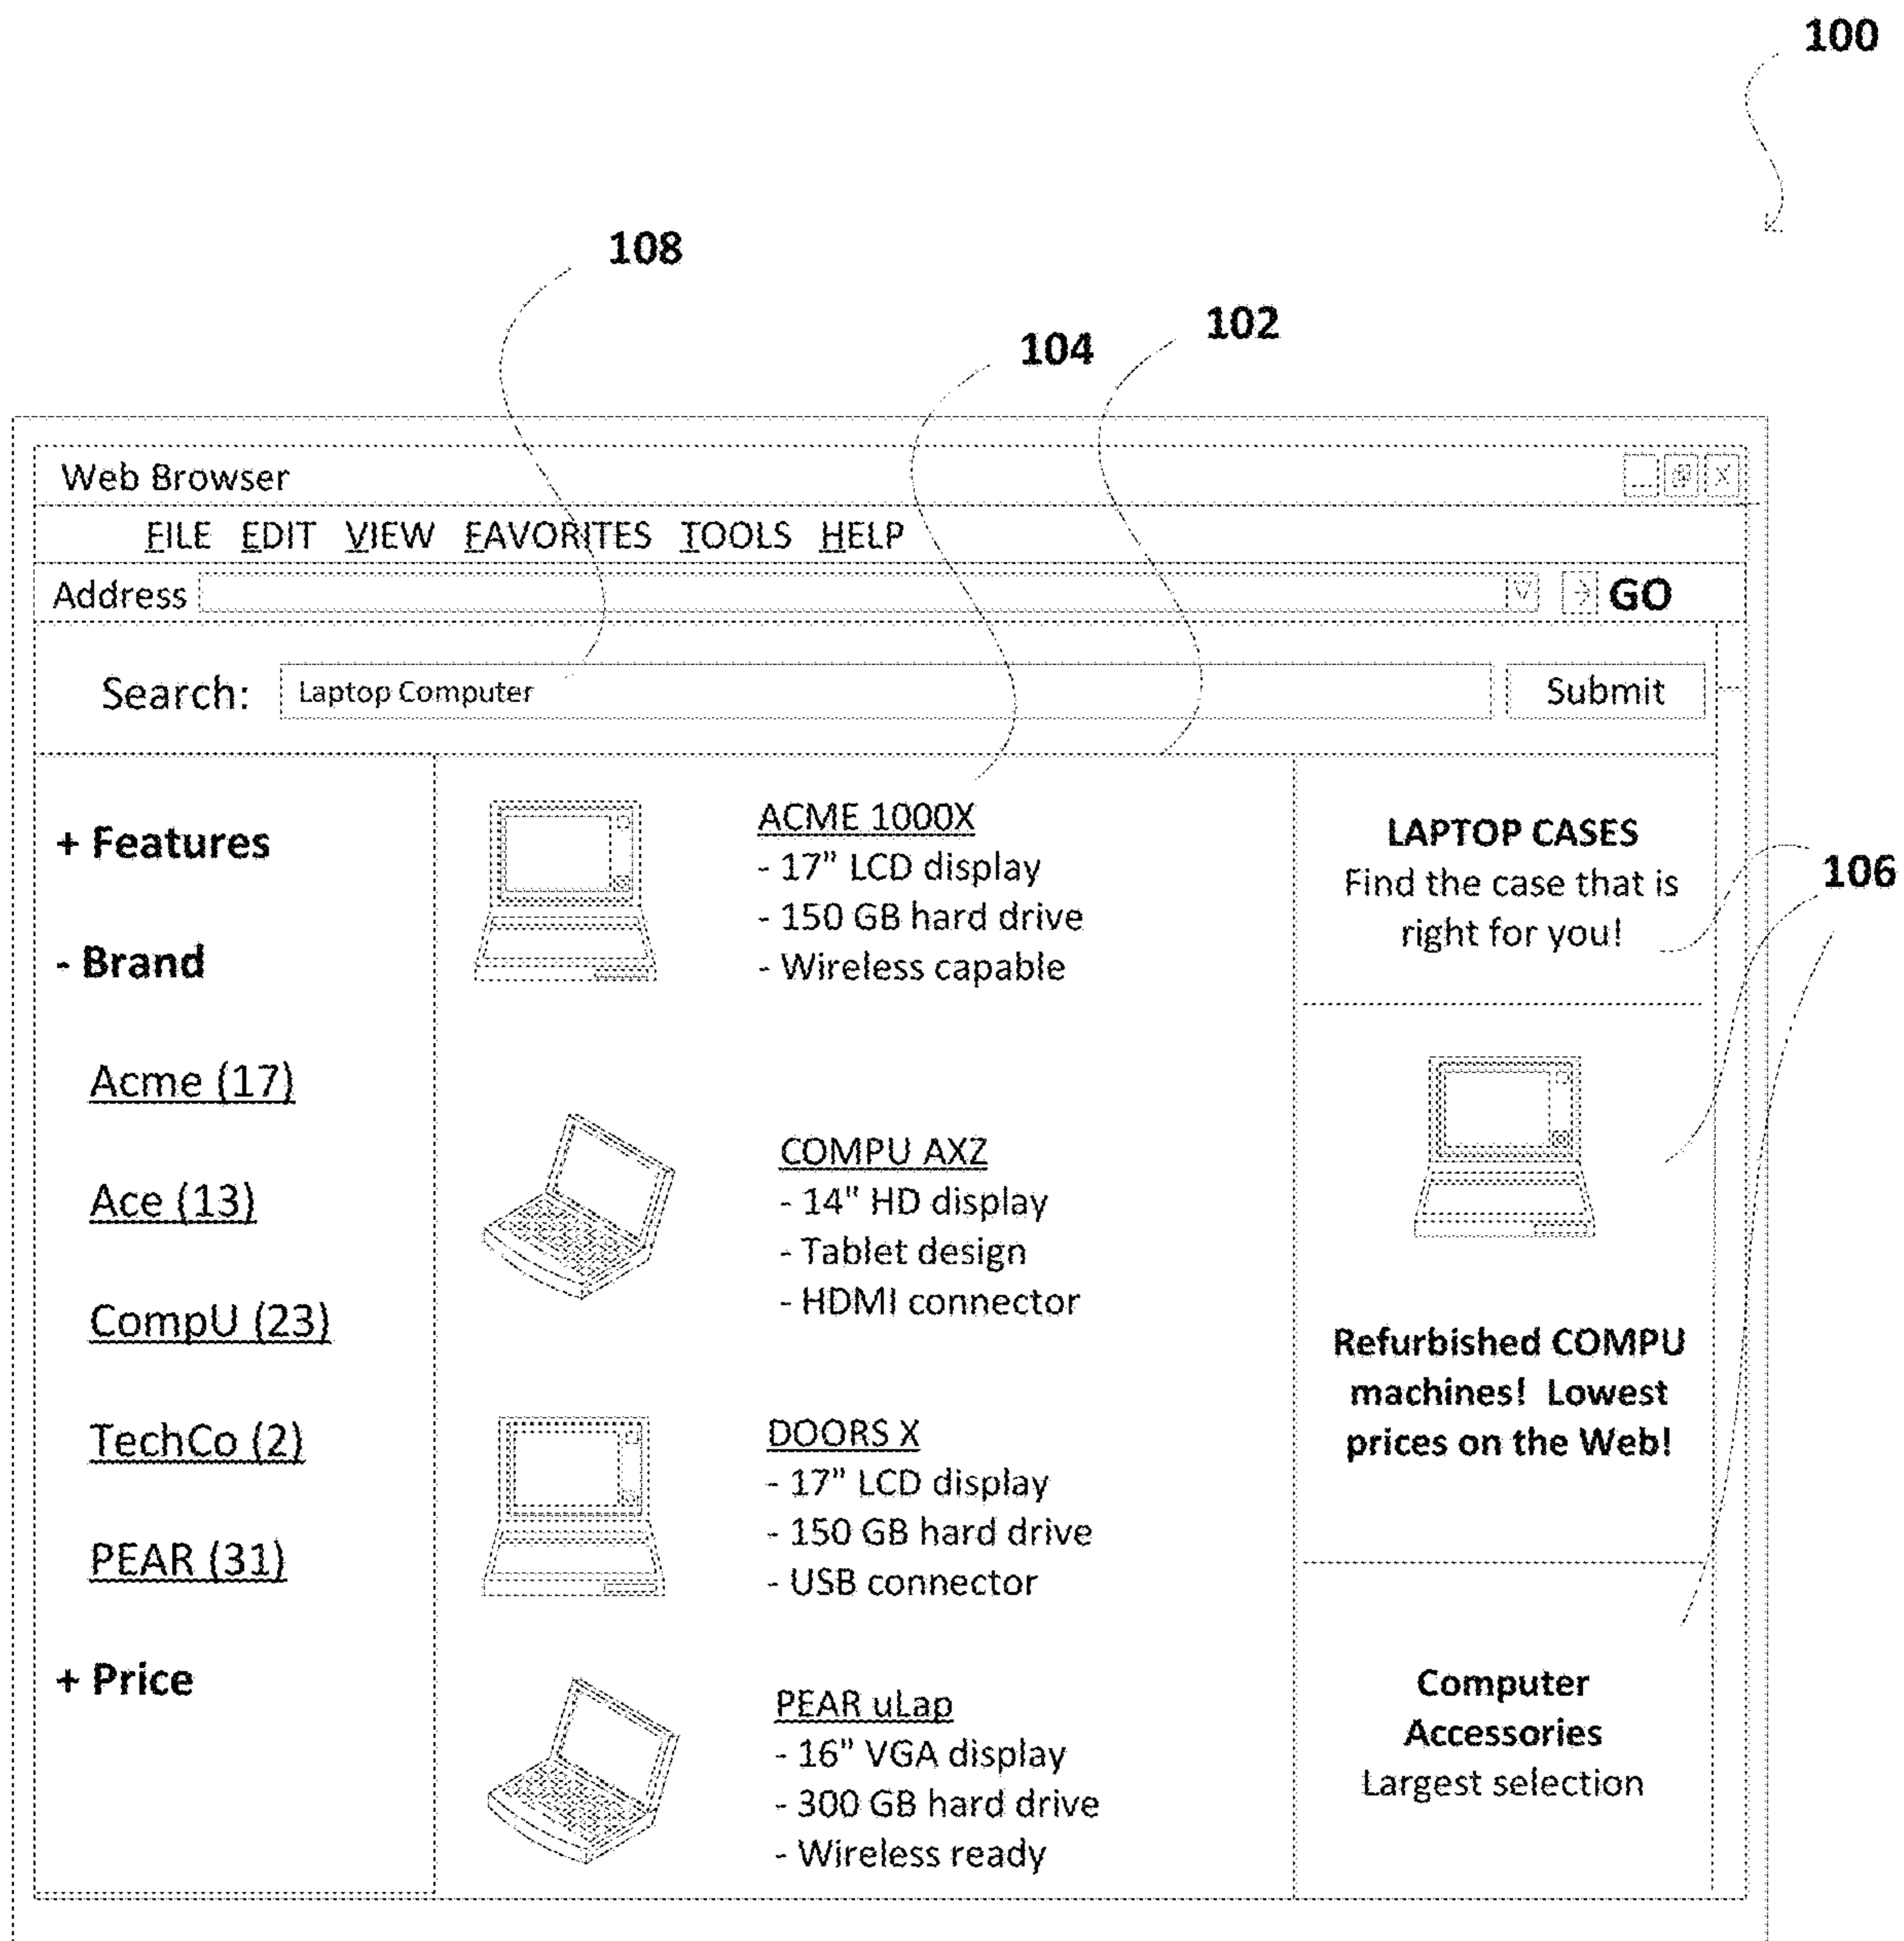 100
108
104
102
Web Browser
_ X
FILE EDIT VIEW FAVORITES TOOLS HELP
Address GO
Search: Laptop Computer Submit
+ Features
- Brand
Acme (17)
Ace (13)
CompU (23)
TechCo (2)
PEAR (31)
+ Price
ACME 1000X
- 17" LCD display
- 150 GB hard drive
- Wireless capable
COMPU AXZ
- 14" HD display
- Tablet design
- HDMI connector
DOORS X
- 17" LCD display
- 150 GB hard drive
- USB connector
PEAR uLap
- 16" VGA display
- 300 GB hard drive
- Wireless ready
LAPTOP CASES
Find the case that is
right for you!
106
Refurbished COMPU
machines! Lowest
prices on the Web!
Computer
Accessories
Largest selection